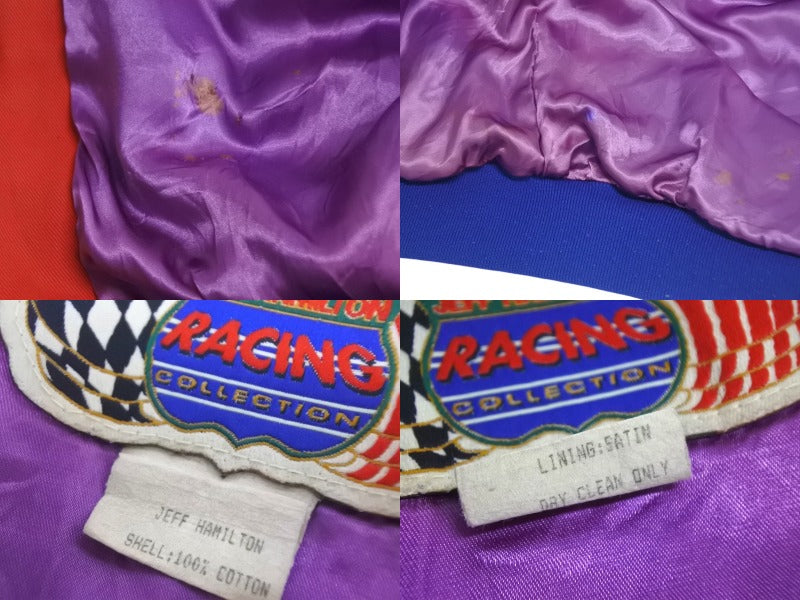 RACING
COLLECTION
JEFF HAMILTON
SHELL:100% COTTON
RACING
COLLECTION
LINING:SATIN
DRY CLEAN ONLY